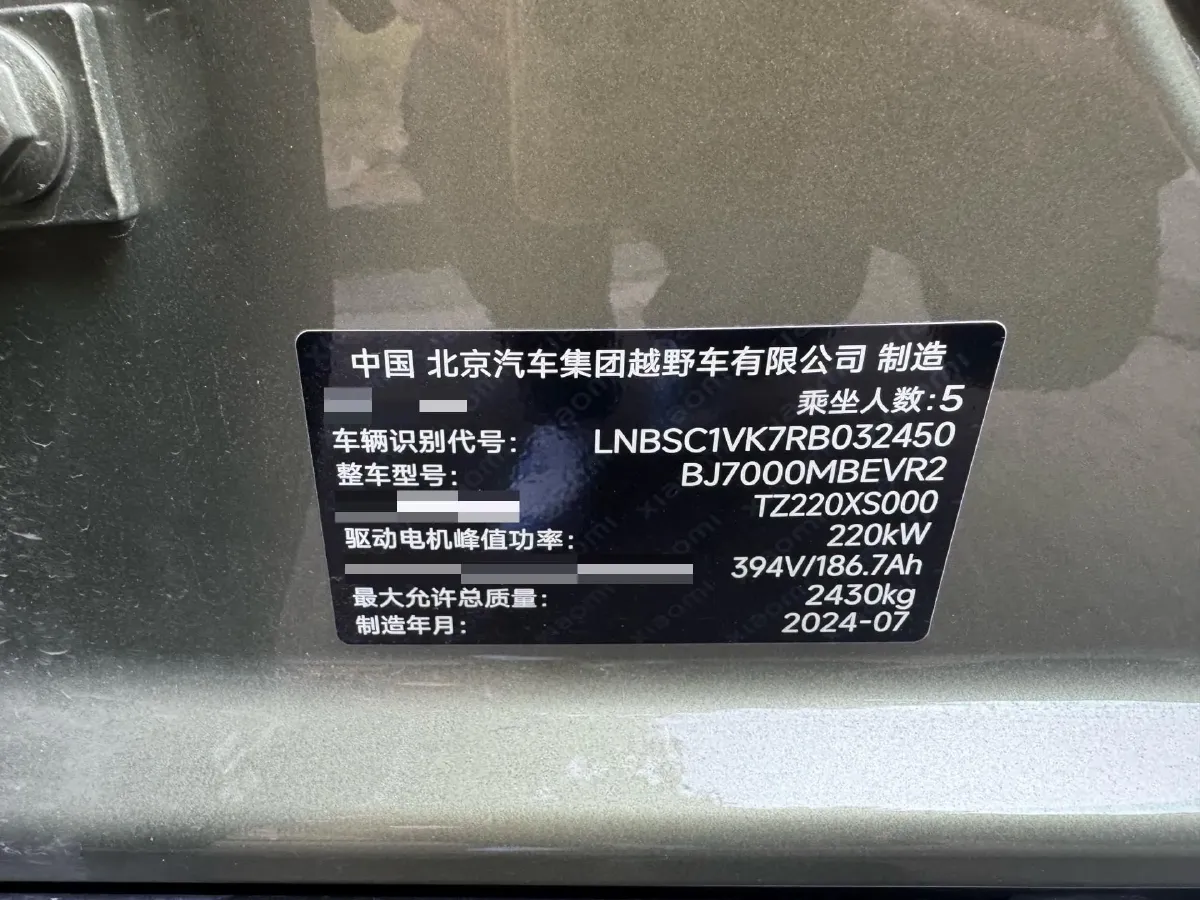 中国 北京汽车集团越野车有限公司 制造
乘坐人数:5
车辆识别代号: LNBSC1VK7RB032450
整车型号: BJ7000MBEVR2
TZ220XS000
驱动电机峰值功率: 220kW
394V/186.7Ah
最大允许总质量: 2430kg
制造年月: 2024-07